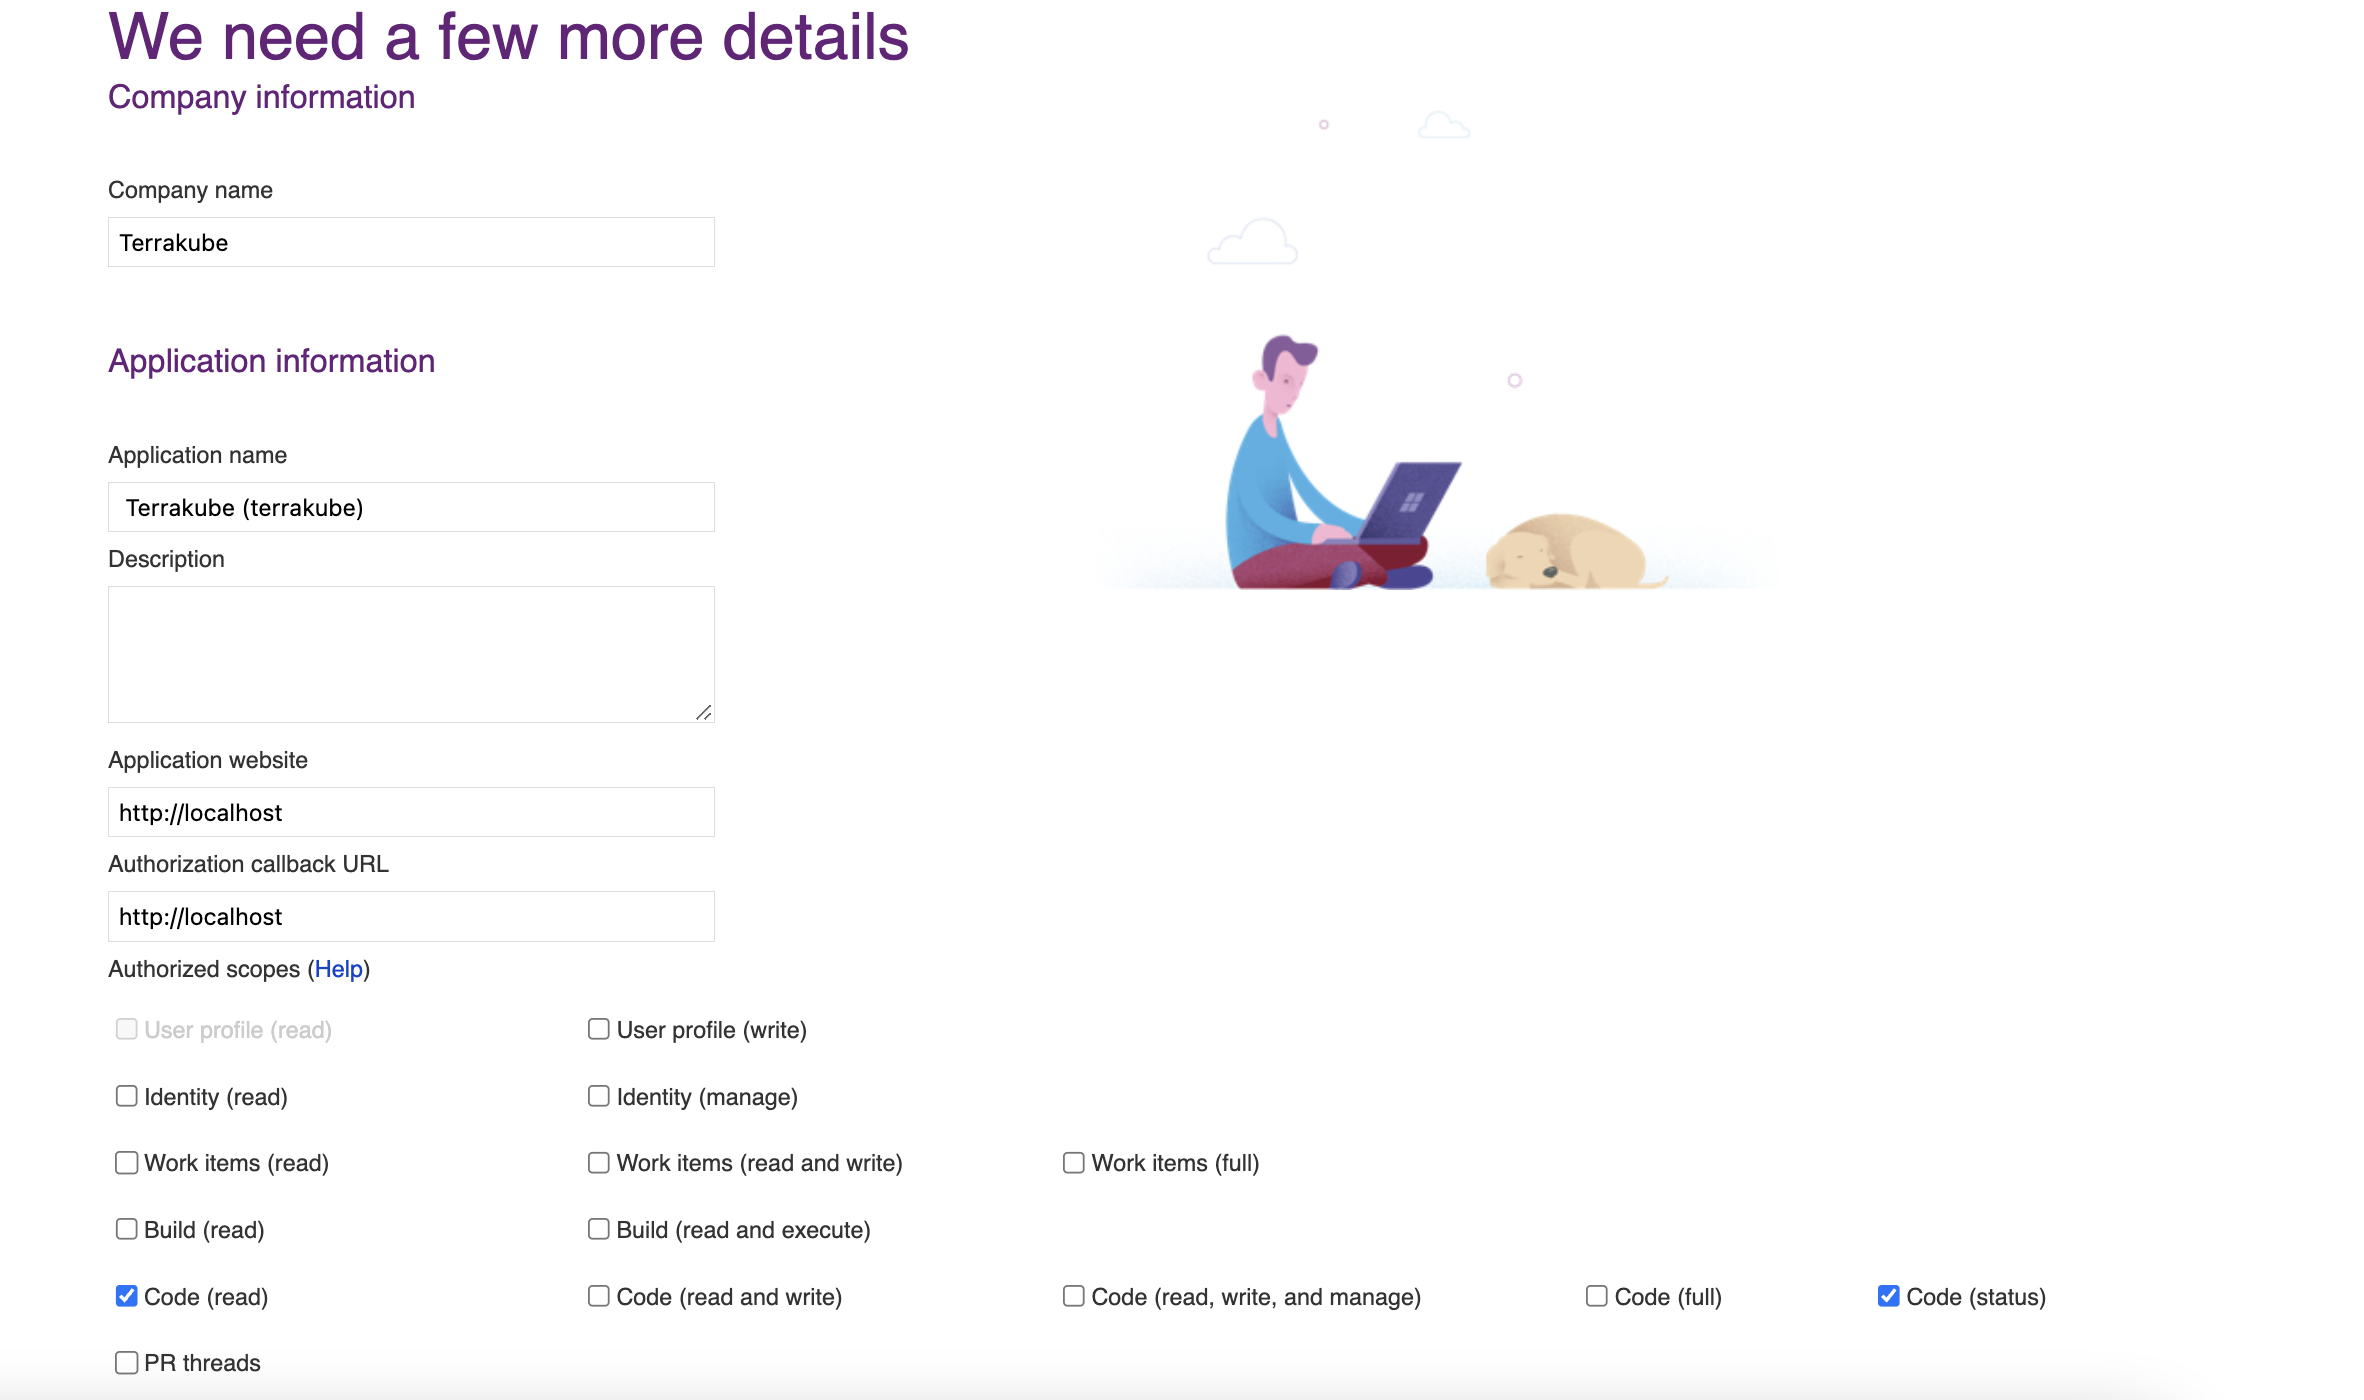 We need a few more details
Company information
Company name
Terrakube
Application information
Application name
Terrakube (terrakube)
Description
Application website
http://localhost
Authorization callback URL
http://localhost
Authorized scopes (Help)
User profile (read) User profile (write)
Identity (read) Identity (manage)
Work items (read) Work items (read and write) Work items (full)
Build (read) Build (read and execute)
Code (read) Code (read and write) Code (read, write, and manage) Code (full) Code (status)
PR threads